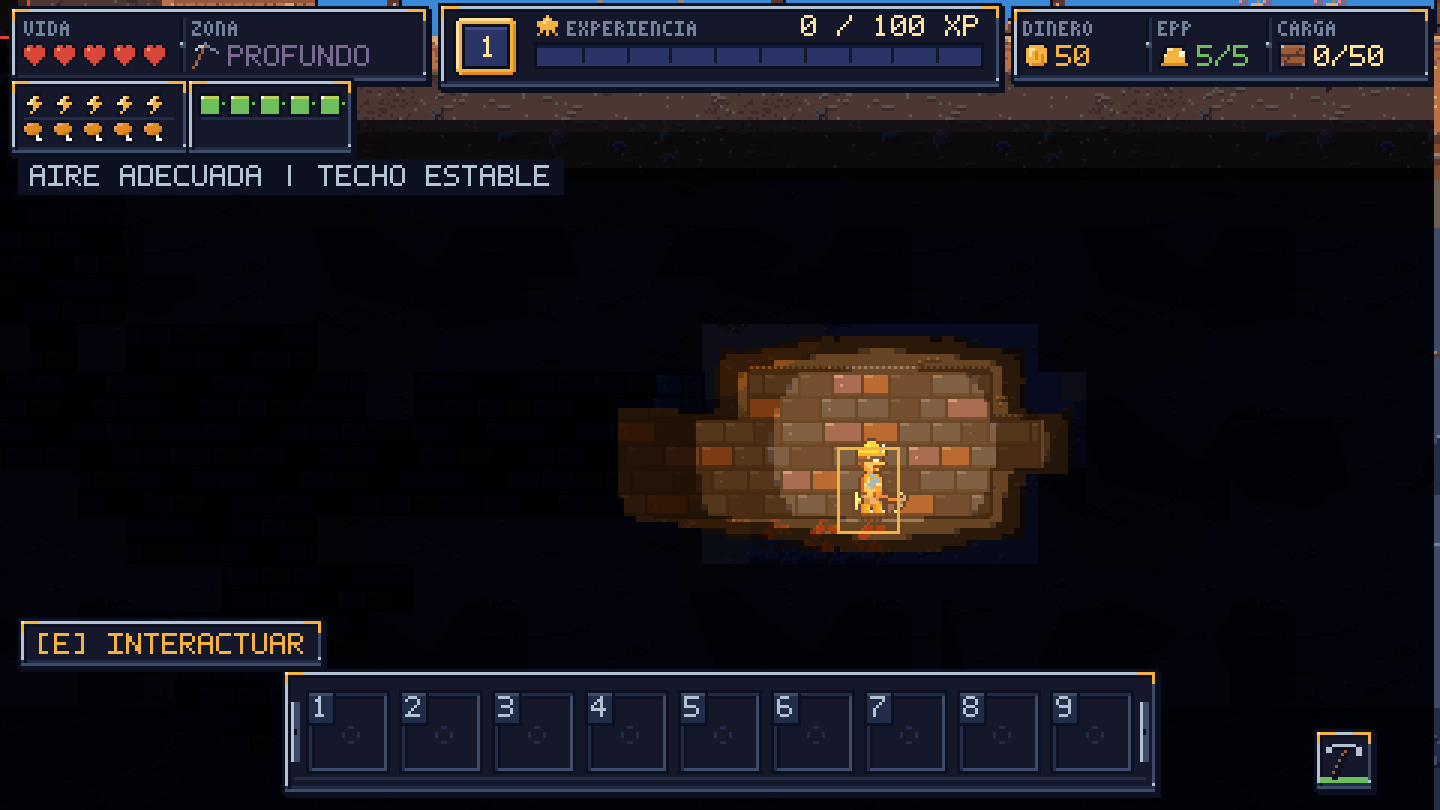 VIDA
ZONA
PROFUNDO
1
EXPERIENCIA
0 / 100 XP
DINERO
50
EPP
5/5
CARGA
0/50
AIRE ADECUADA | TECHO ESTABLE
[E] INTERACTUAR
1 2 3 4 5 6 7 8 9